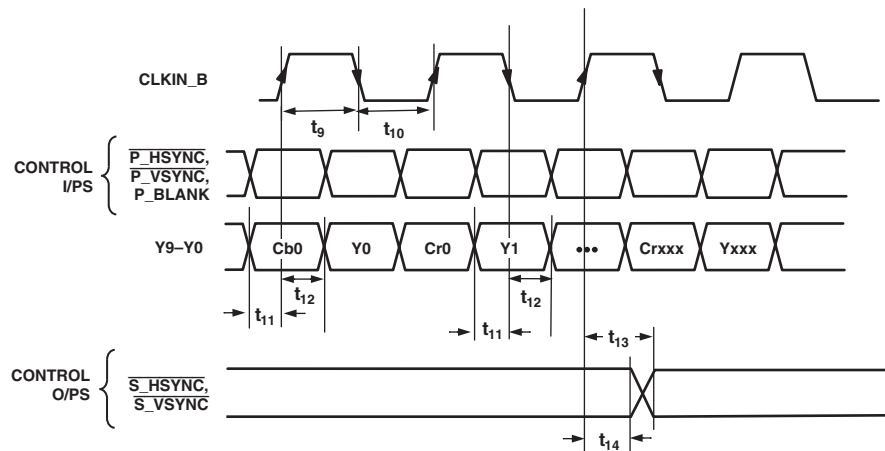 CLKIN_B
t9
t10
CONTROL
I/PS
P_HSYNC,
P_VSYNC,
P_BLANK
Y9–Y0
Cb0
Y0
Cr0
Y1
•••
Crxxx
Yxxx
t12
t12
t11
t11
t13
CONTROL
O/PS
S_HSYNC,
S_VSYNC
t14